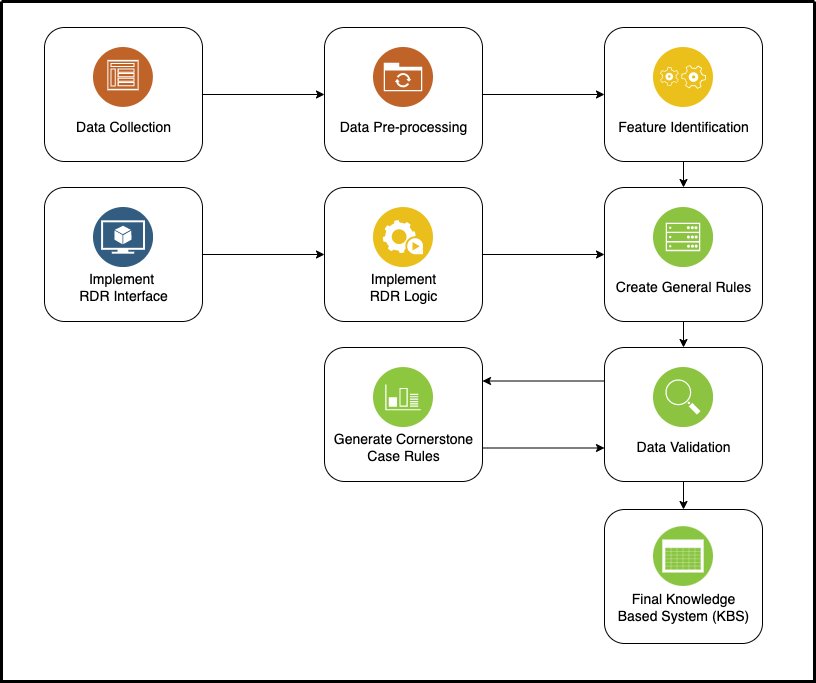 Data Collection
Data Pre-processing
Feature Identification
Implement
RDR Interface
Implement
RDR Logic
Create General Rules
Generate Cornerstone
Case Rules
Data Validation
Final Knowledge
Based System (KBS)